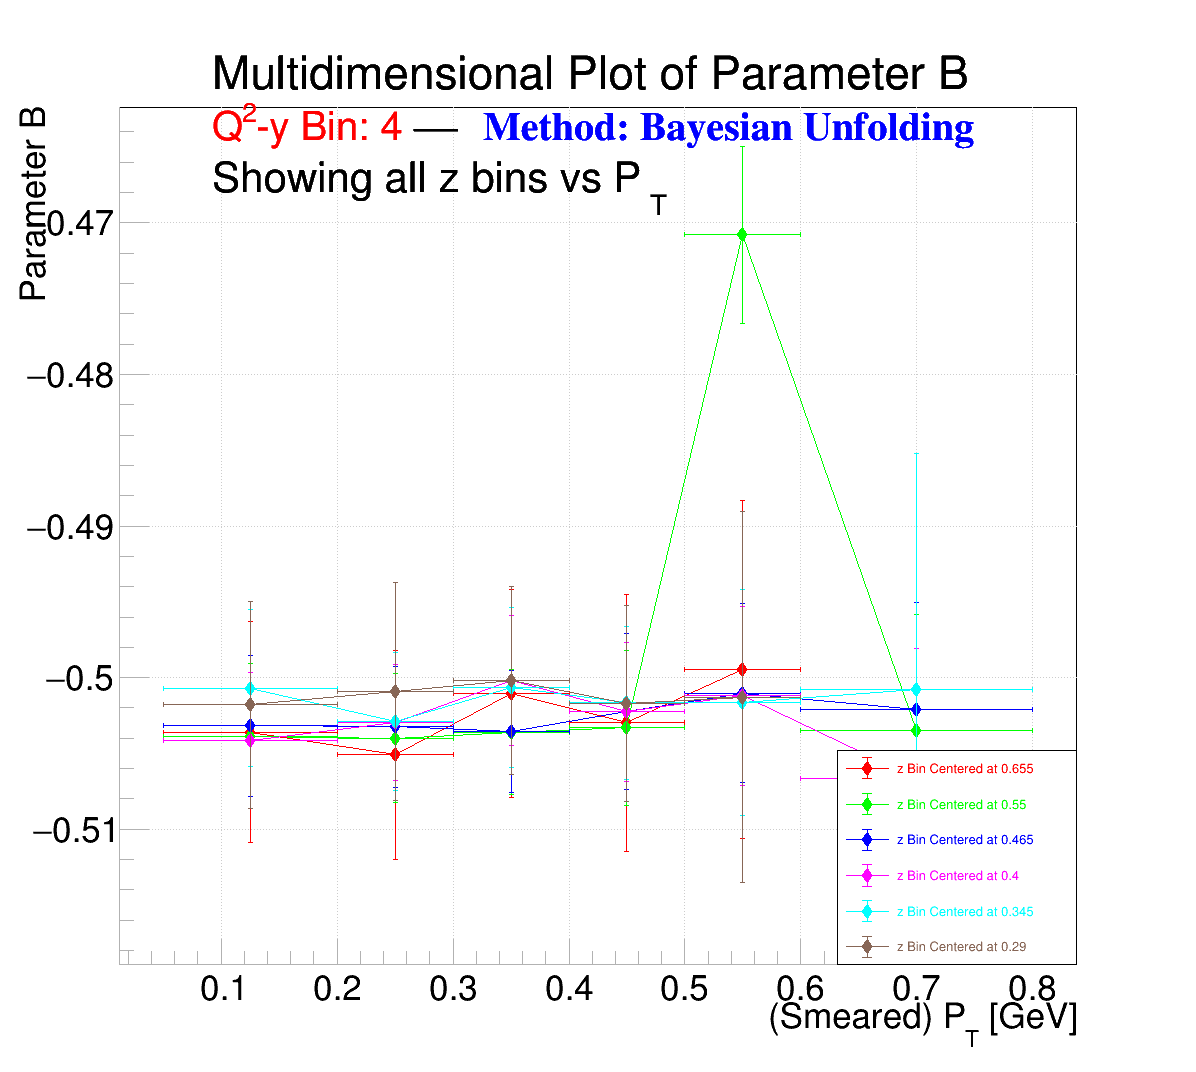 Multidimensional Plot of Parameter B
Q²-y Bin: 4 — Method: Bayesian Unfolding
Showing all z bins vs P_T
Parameter B
−0.47
−0.48
−0.49
−0.5
−0.51
z Bin Centered at 0.655
z Bin Centered at 0.55
z Bin Centered at 0.465
z Bin Centered at 0.4
z Bin Centered at 0.345
z Bin Centered at 0.29
0.1 0.2 0.3 0.4 0.5 0.6 0.7 0.8
(Smeared) P_T [GeV]